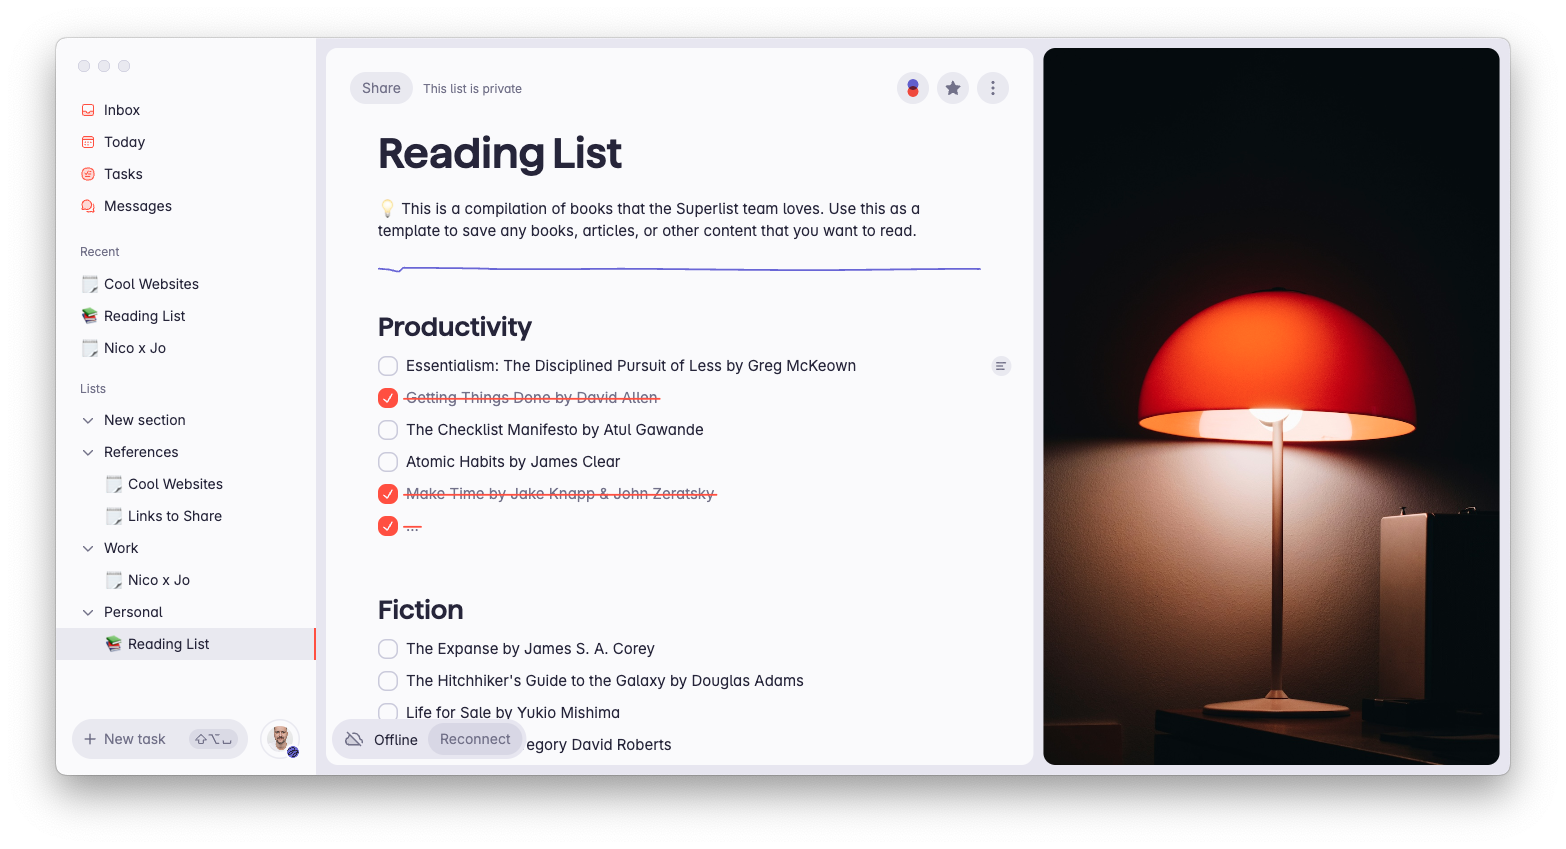 Inbox
Today
Tasks
Messages
Recent
Cool Websites
Reading List
Nico x Jo
Lists
New section
References
Cool Websites
Links to Share
Work
Nico x Jo
Personal
Reading List
+ New task ⇧⌥⎵
Share This list is private
Reading List
💡 This is a compilation of books that the Superlist team loves. Use this as a
template to save any books, articles, or other content that you want to read.
Productivity
Essentialism: The Disciplined Pursuit of Less by Greg McKeown
Getting Things Done by David Allen
The Checklist Manifesto by Atul Gawande
Atomic Habits by James Clear
Make Time by Jake Knapp & John Zeratsky
...
Fiction
The Expanse by James S. A. Corey
The Hitchhiker's Guide to the Galaxy by Douglas Adams
Life for Sale by Yukio Mishima
egory David Roberts
Offline Reconnect